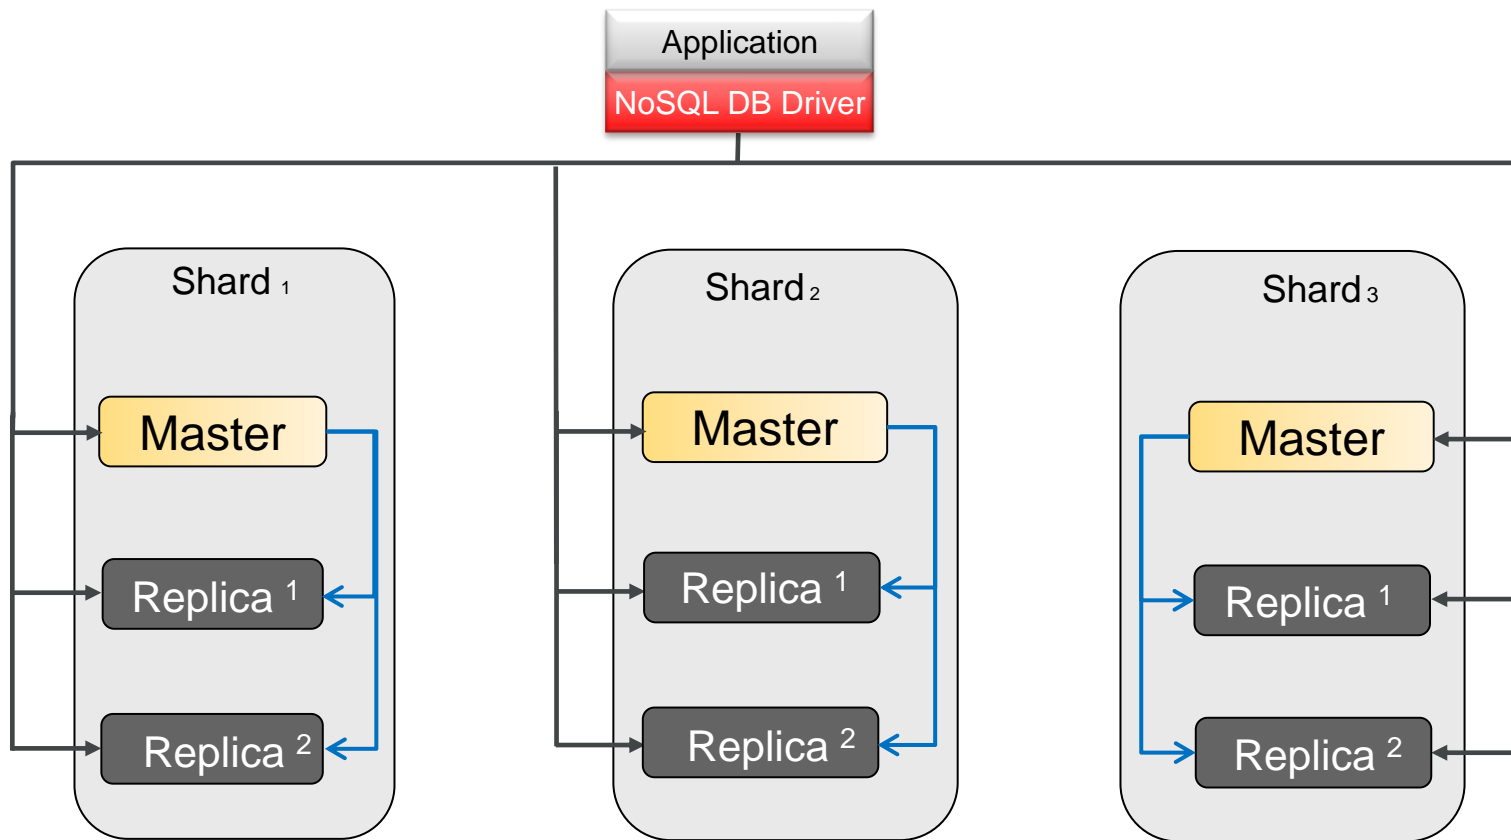 Application
NoSQL DB Driver
Shard 1
Master
Replica 1
Replica 2
Shard 2
Master
Replica 1
Replica 2
Shard 3
Master
Replica 1
Replica 2